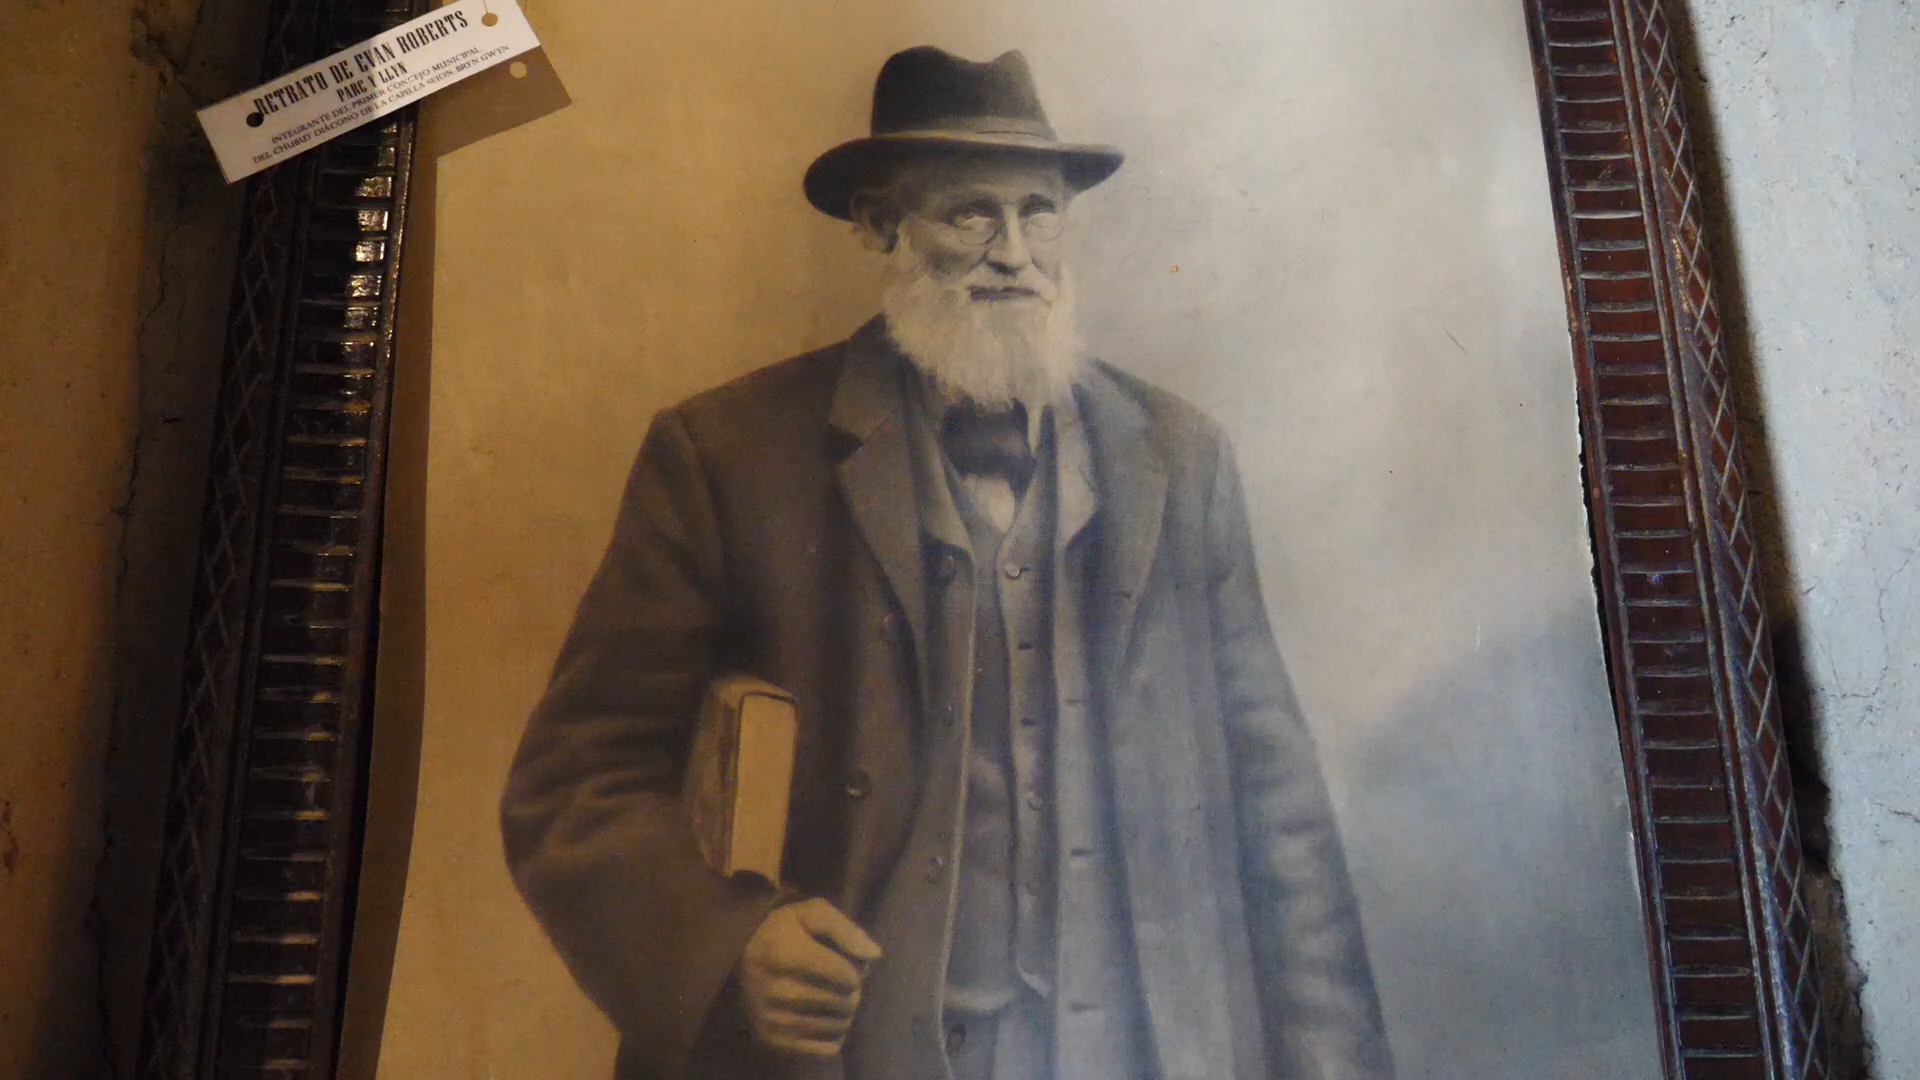 RETRATO DE EVAN ROBERTS
PARC Y LLYN
INTEGRANTE DEL PRIMER CONCEJO MUNICIPAL
DEL CHUBUT DIÁCONO DE LA CAPILLA SEION BRYN GWYN